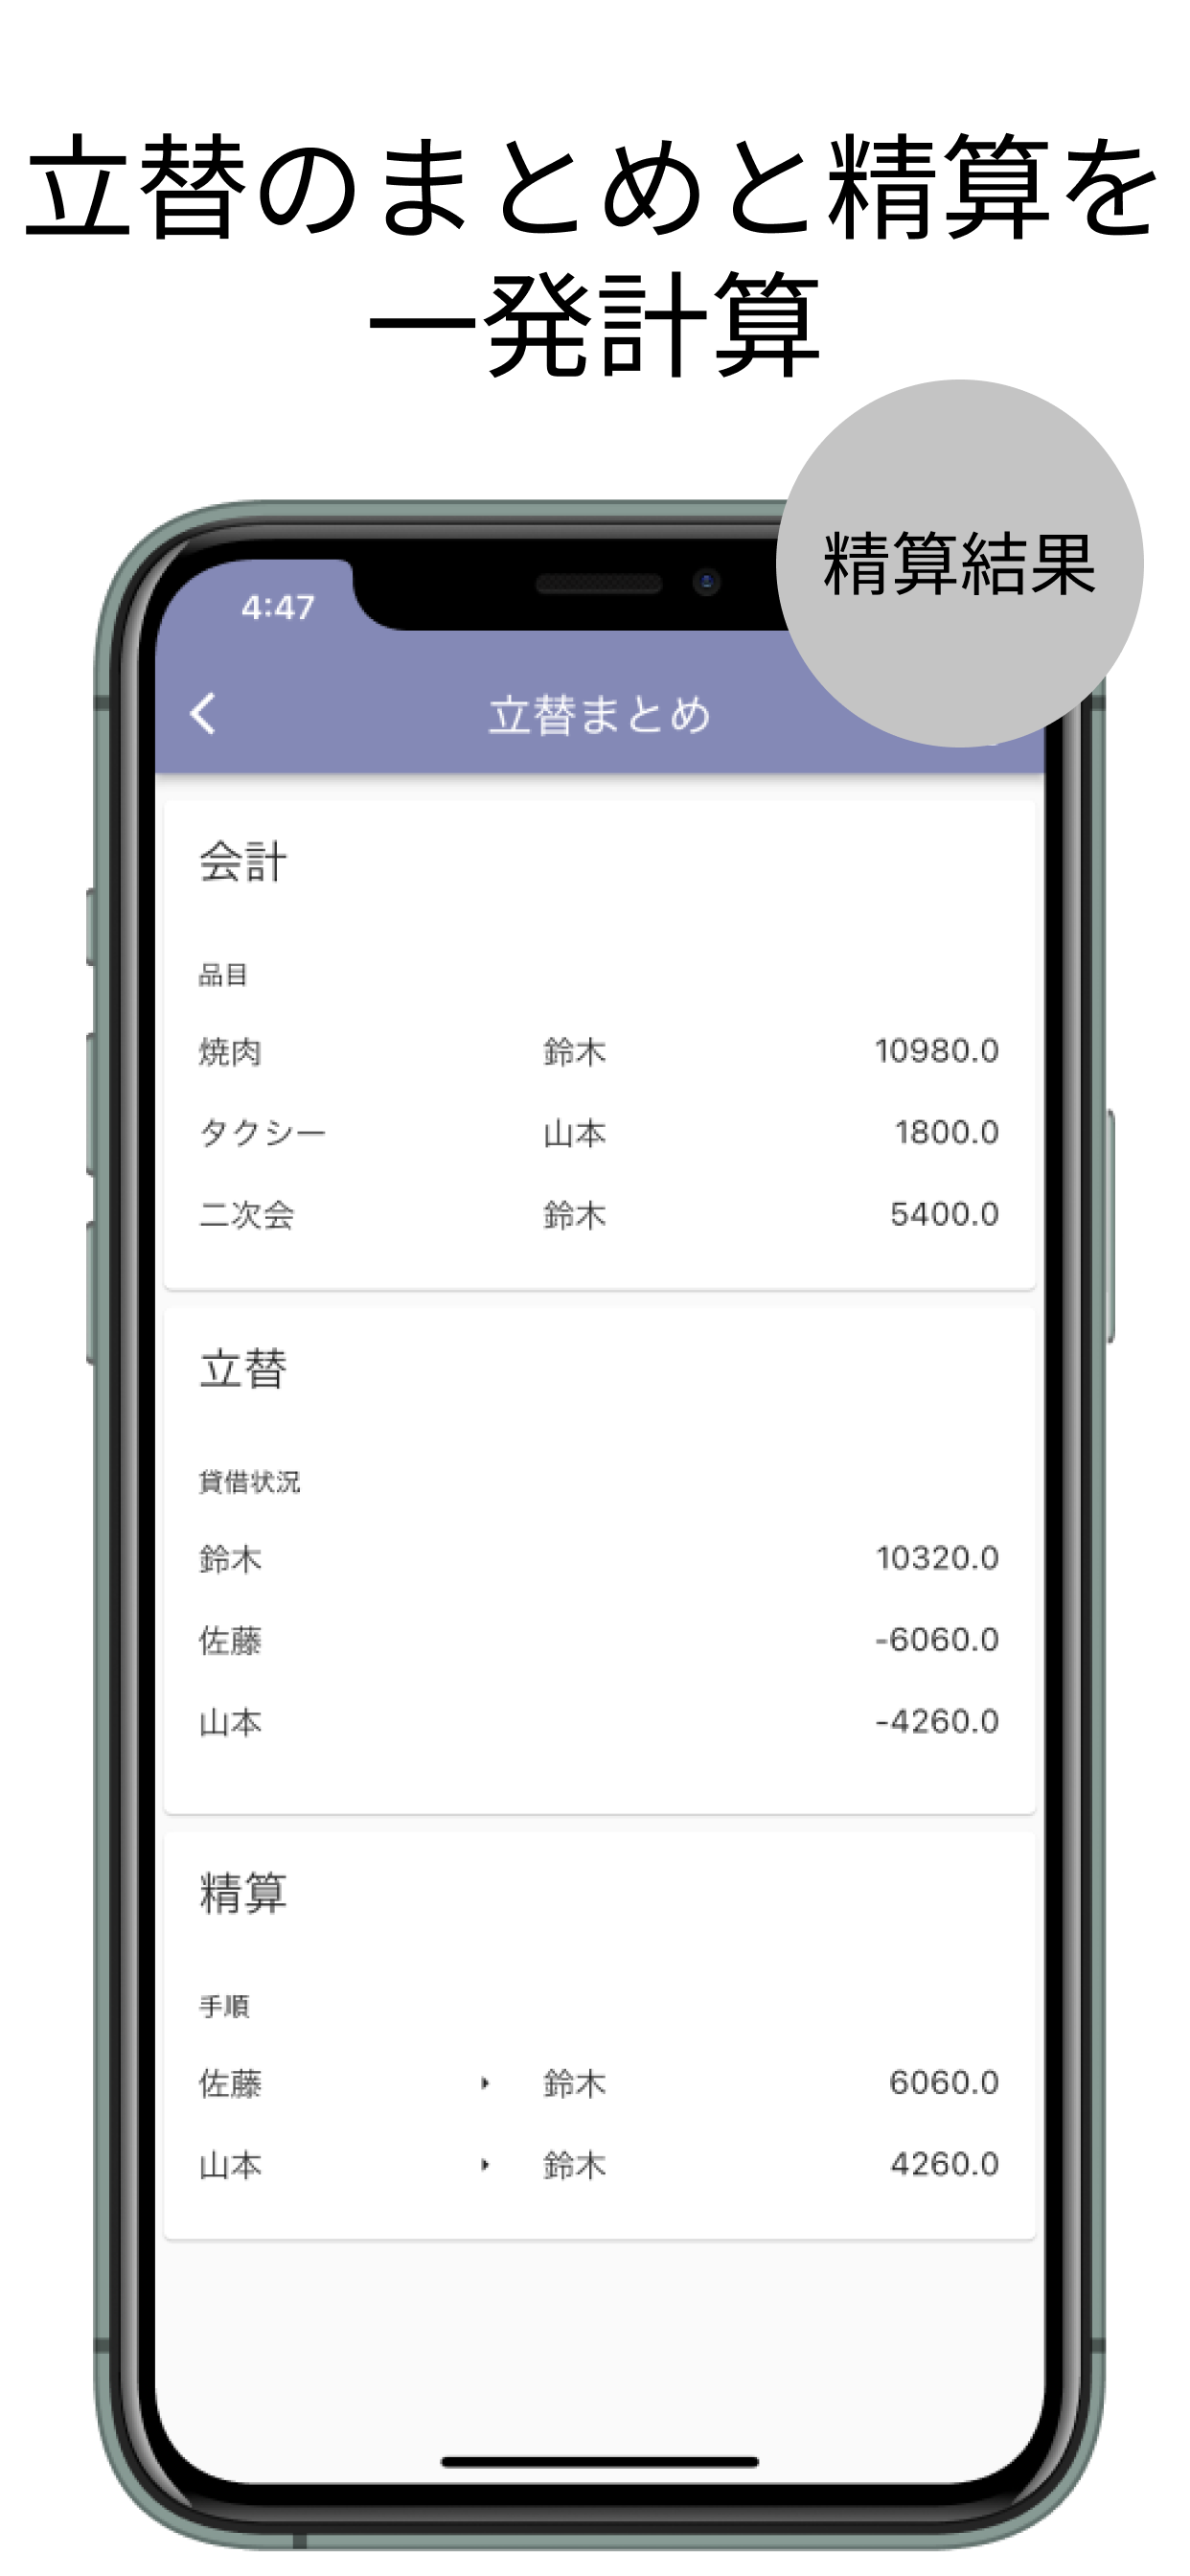 立替のまとめと精算を
一発計算
精算結果
4:47
立替まとめ
会計
品目
焼肉 鈴木 10980.0
タクシー 山本 1800.0
二次会 鈴木 5400.0
立替
貸借状況
鈴木 10320.0
佐藤 -6060.0
山本 -4260.0
精算
手順
佐藤 鈴木 6060.0
山本 鈴木 4260.0